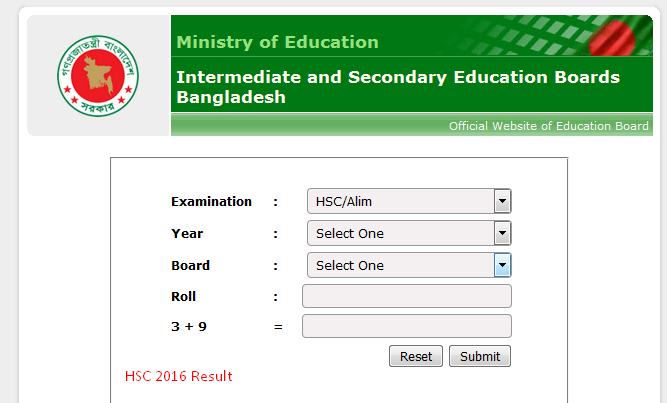 গণপ্রজাতন্ত্রী বাংলাদেশ
সরকার
Ministry of Education
Intermediate and Secondary Education Boards
Bangladesh
Official Website of Education Board
Examination : HSC/Alim
Year : Select One
Board : Select One
Roll :
3 + 9 =
Reset Submit
HSC 2016 Result